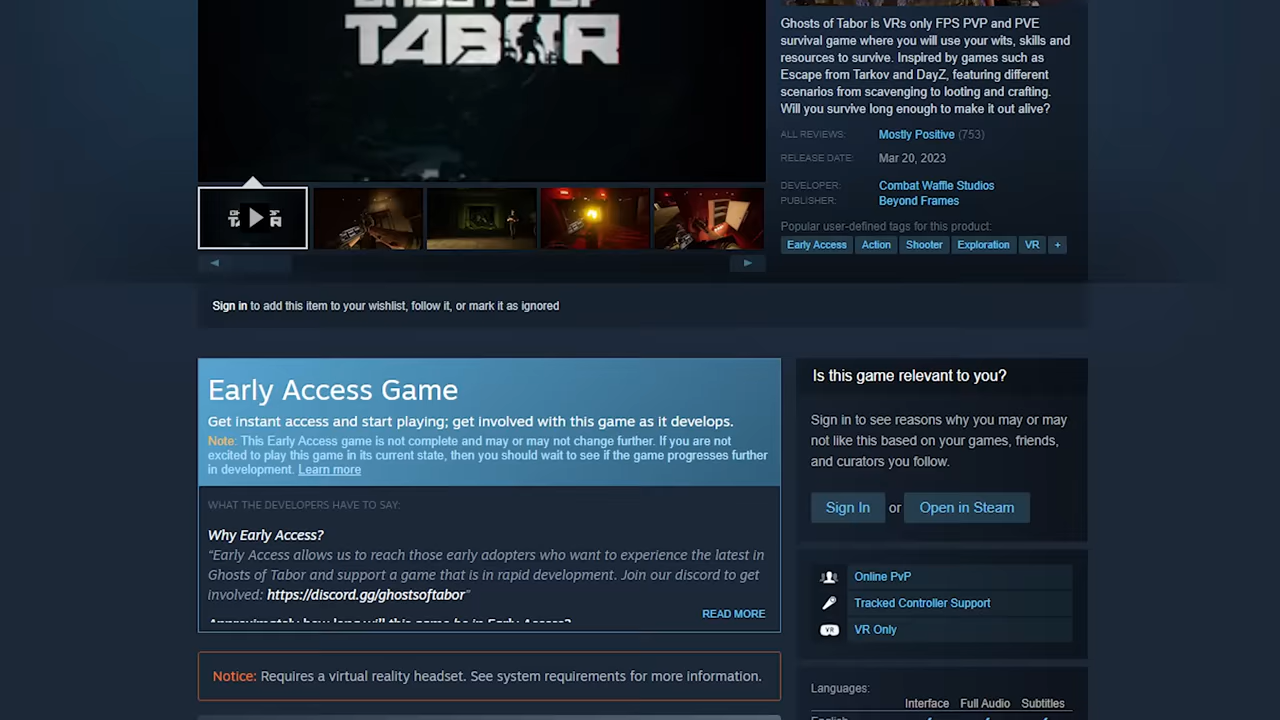 GHOSTS OF
TABOR
Ghosts of Tabor is VRs only FPS PVP and PVE
survival game where you will use your wits, skills and
resources to survive. Inspired by games such as
Escape from Tarkov and DayZ, featuring different
scenarios from scavenging to looting and crafting.
Will you survive long enough to make it out alive?
ALL REVIEWS: Mostly Positive (753)
RELEASE DATE: Mar 20, 2023
DEVELOPER: Combat Waffle Studios
PUBLISHER: Beyond Frames
Popular user-defined tags for this product:
Early Access Action Shooter Exploration VR +
Sign in to add this item to your wishlist, follow it, or mark it as ignored
Early Access Game
Get instant access and start playing; get involved with this game as it develops.
Note: This Early Access game is not complete and may or may not change further. If you are not
excited to play this game in its current state, then you should wait to see if the game progresses further
in development. Learn more
WHAT THE DEVELOPERS HAVE TO SAY:
Why Early Access?
“Early Access allows us to reach those early adopters who want to experience the latest in
Ghosts of Tabor and support a game that is in rapid development. Join our discord to get
involved: https://discord.gg/ghostsoftabor”
Approximately how long will this game be in Early Access?
READ MORE
Notice: Requires a virtual reality headset. See system requirements for more information.
Is this game relevant to you?
Sign in to see reasons why you may or may
not like this based on your games, friends,
and curators you follow.
Sign In or Open in Steam
Online PvP
Tracked Controller Support
VR Only
Languages:
Interface Full Audio Subtitles
English